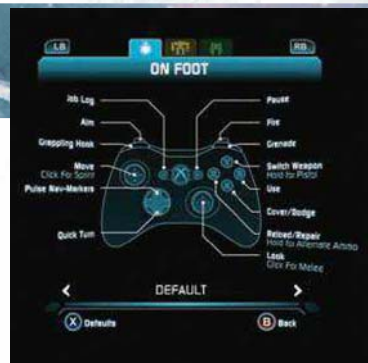 LB
RB
ON FOOT
Job Log
Pause
Aim
Fire
Grappling Hook
Grenade
Move
Click For Sprint
Switch Weapon
Hold for Pistol
Pulse Nav-Markers
Use
Cover/Dodge
Quick Turn
Reload/Repair
Hold for Alternate Ammo
Look
Click For Melee
DEFAULT
X Defaults
B Back